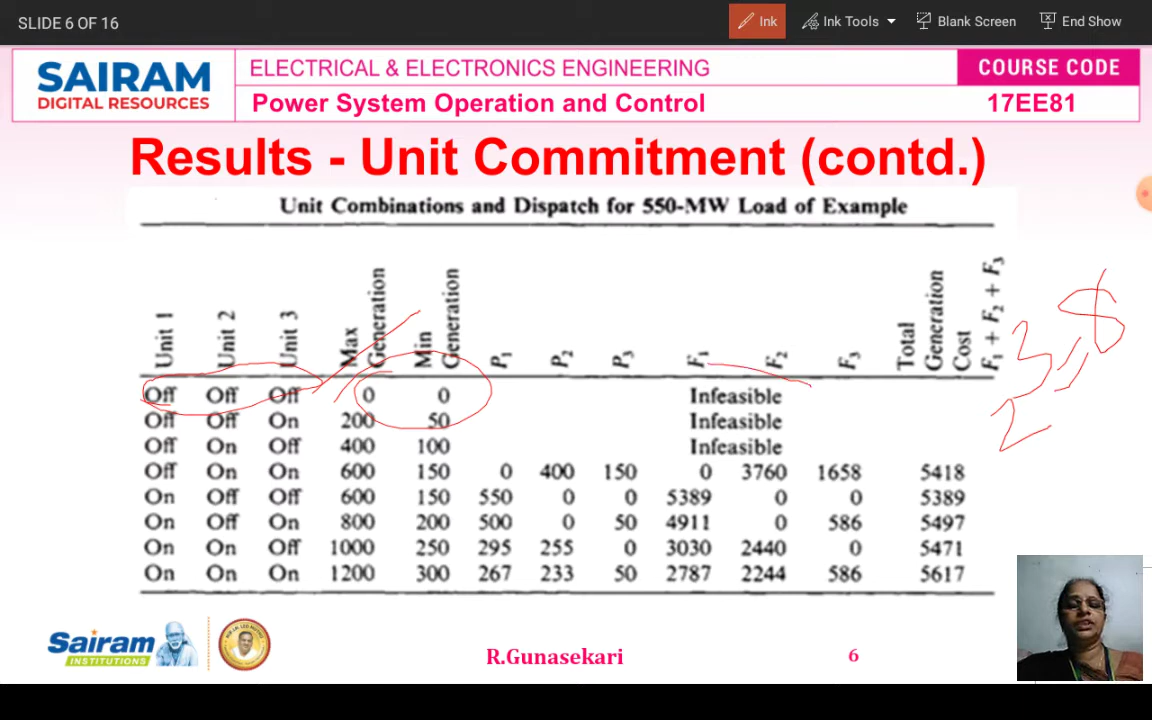 SLIDE 6 OF 16
Ink
Ink Tools
Blank Screen
End Show
SAIRAM
DIGITAL RESOURCES
ELECTRICAL & ELECTRONICS ENGINEERING
COURSE CODE
Power System Operation and Control
17EE81
Results - Unit Commitment (contd.)
Unit Combinations and Dispatch for 550-MW Load of Example
Unit 1 Unit 2 Unit 3 Max Generation Min Generation P1 P2 P3 F1 F2 F3 Total Generation Cost F1 + F2 + F3
Off Off Off 0 0 Infeasible
Off Off On 200 50 Infeasible
Off On Off 400 100 Infeasible
Off On On 600 150 0 400 150 0 3760 1658 5418
On Off Off 600 150 550 0 0 5389 0 0 5389
On Off On 800 200 500 0 50 4911 0 586 5497
On On Off 1000 250 295 255 0 3030 2440 0 5471
On On On 1200 300 267 233 50 2787 2244 586 5617
2
3
8
Sairam
INSTITUTIONS
R.Gunasekari
6